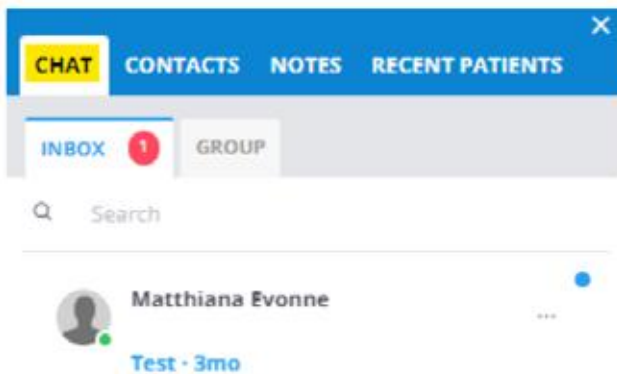 CHAT CONTACTS NOTES RECENT PATIENTS
INBOX 1 GROUP
Search
Matthiana Evonne
...
Test · 3mo